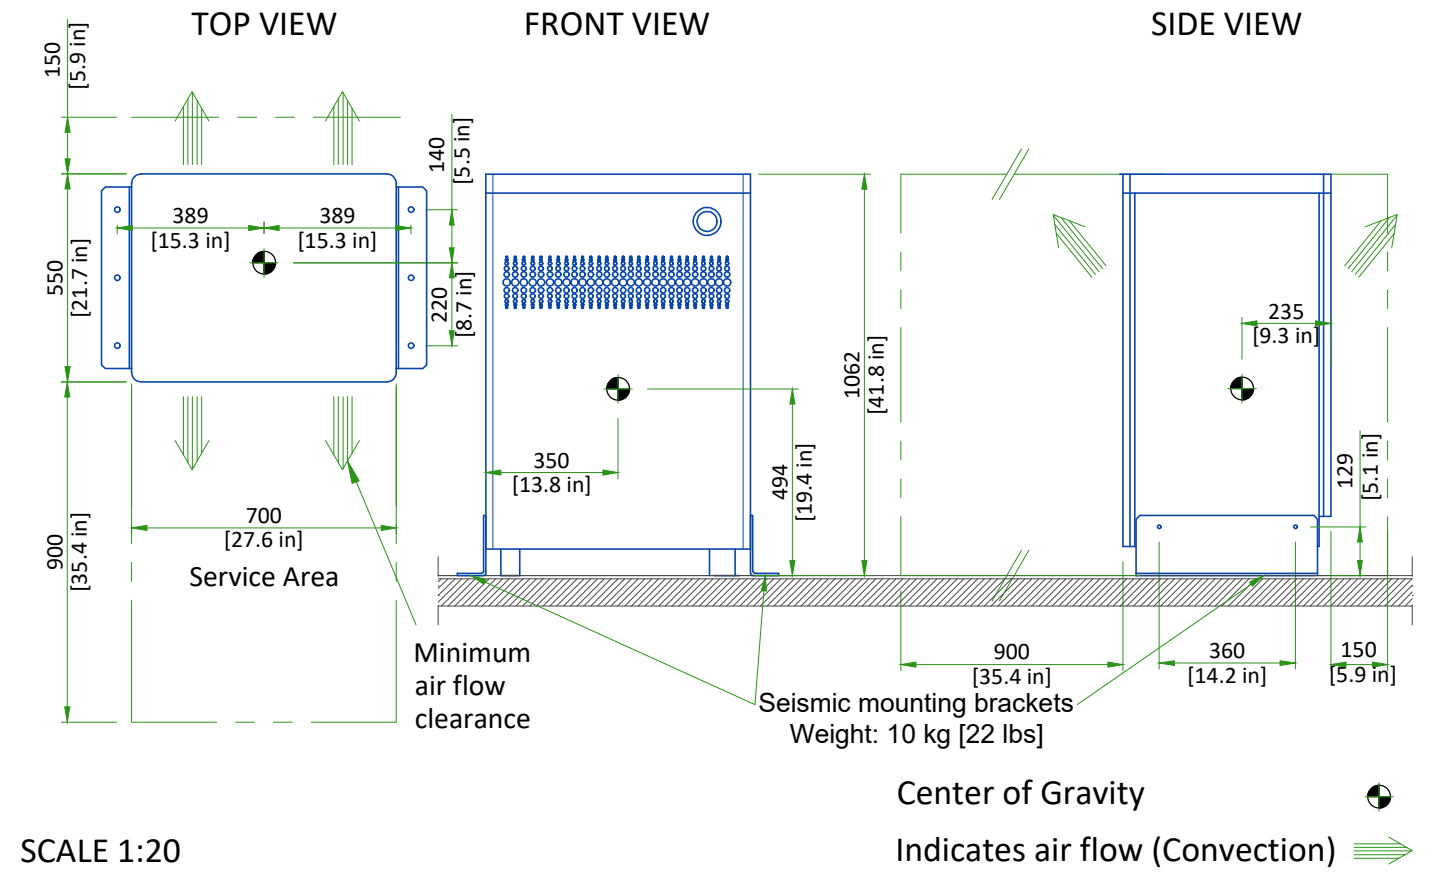 TOP VIEW
FRONT VIEW
SIDE VIEW
150
[5.9 in]
140
[5.5 in]
389
[15.3 in]
389
[15.3 in]
550
[21.7 in]
220
[8.7 in]
235
[9.3 in]
1062
[41.8 in]
350
[13.8 in]
494
[19.4 in]
129
[5.1 in]
700
[27.6 in]
900
[35.4 in]
Service Area
Minimum
air flow
clearance
900
[35.4 in]
360
[14.2 in]
150
[5.9 in]
Seismic mounting brackets
Weight: 10 kg [22 lbs]
Center of Gravity
Indicates air flow (Convection)
SCALE 1:20